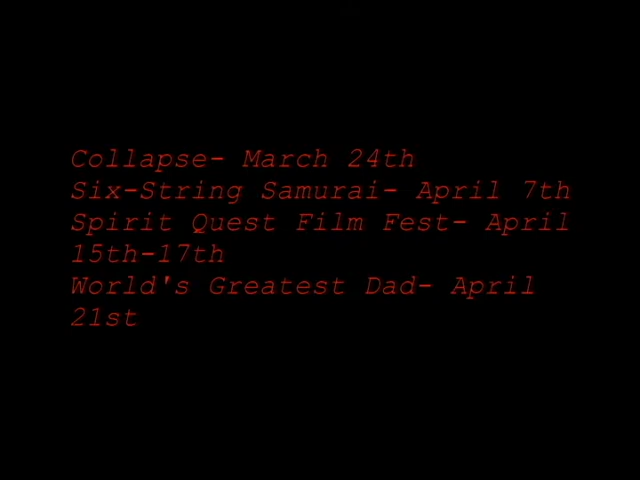 Collapse- March 24th
Six-String Samurai- April 7th
Spirit Quest Film Fest- April
15th-17th
World's Greatest Dad- April
21st